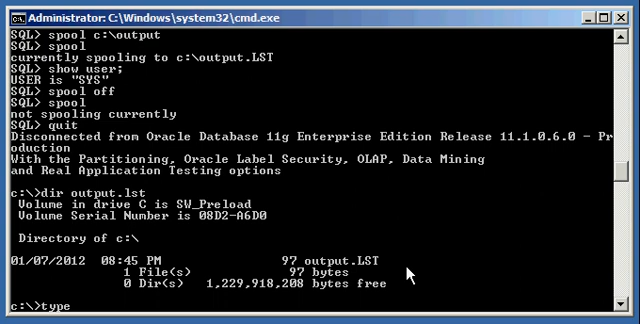 Administrator: C:\Windows\system32\cmd.exe
SQL> spool c:\output
SQL> spool
currently spooling to c:\output.LST
SQL> show user;
USER is "SYS"
SQL> spool off
SQL> spool
not spooling currently
SQL> quit
Disconnected from Oracle Database 11g Enterprise Edition Release 11.1.0.6.0 - Pr
oduction
With the Partitioning, Oracle Label Security, OLAP, Data Mining
and Real Application Testing options
c:\>dir output.lst
Volume in drive C is SW_Preload
Volume Serial Number is 08D2-A6D0
Directory of c:\
01/07/2012 08:45 PM 97 output.LST
1 File(s) 97 bytes
0 Dir(s) 1,229,918,208 bytes free
c:\>type